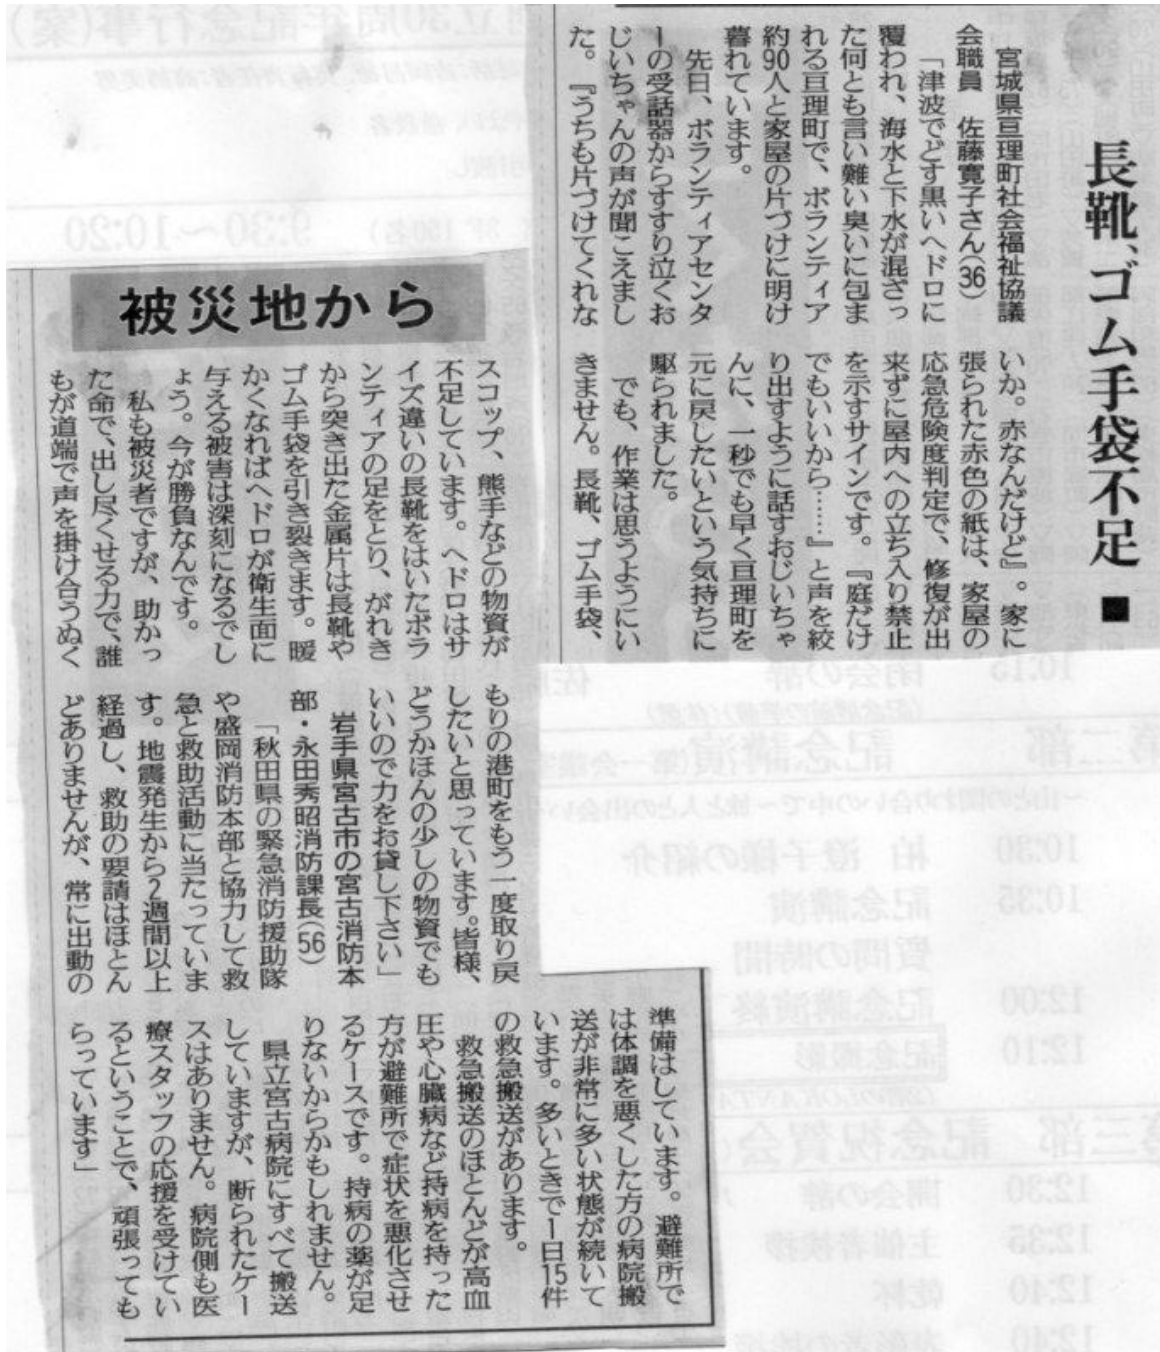 長靴、ゴム手袋不足 ■
宮城県亘理町社会福祉協議
会職員　佐藤寛子さん(36)
「津波でどす黒いヘドロに
覆われ、海水と下水が混ざっ
た何とも言い難い臭いに包ま
れる亘理町で、ボランティア
約90人と家屋の片づけに明け
暮れています。
先日、ボランティアセンタ
ーの受話器からすすり泣くお
じいちゃんの声が聞こえまし
た。『うちも片づけてくれな
いか。赤なんだけど』。家に
張られた赤色の紙は、家屋の
応急危険度判定で、修復が出
来ずに屋内への立ち入り禁止
を示すサインです。『庭だけ
でもいいから……』と声を絞
り出すように話すおじいちゃ
んに、一秒でも早く亘理町を
元に戻したいという気持ちに
駆られました。
でも、作業は思うようにい
きません。長靴、ゴム手袋、
被災地から
スコップ、熊手などの物資が
不足しています。ヘドロはサ
イズ違いの長靴をはいたボラ
ンティアの足をとり、がれき
から突き出た金属片は長靴や
ゴム手袋を引き裂きます。暖
かくなればヘドロが衛生面に
与える被害は深刻になるでし
ょう。今が勝負なんです。
私も被災者ですが、助かっ
た命で、出し尽くせる力で、誰
もが道端で声を掛け合うぬく
もりの港町をもう一度取り戻
したいと思っています。皆様、
どうかほんの少しの物資でも
いいので力をお貸し下さい」
岩手県宮古市の宮古消防本
部・永田秀昭消防課長(56)
「秋田県の緊急消防援助隊
や盛岡消防本部と協力して救
急と救助活動に当たっていま
す。地震発生から2週間以上
経過し、救助の要請はほとん
どありませんが、常に出動の
準備はしています。避難所で
は体調を悪くした方の病院搬
送が非常に多い状態が続いて
います。多いときで1日15件
の救急搬送があります。
救急搬送のほとんどが高血
圧や心臓病など持病を持った
方が避難所で症状を悪化させ
るケースです。持病の薬が足
りないからかもしれません。
県立宮古病院にすべて搬送
していますが、断られたケー
スはありません。病院側も医
療スタッフの応援を受けてい
るということで、頑張っても
らっています」